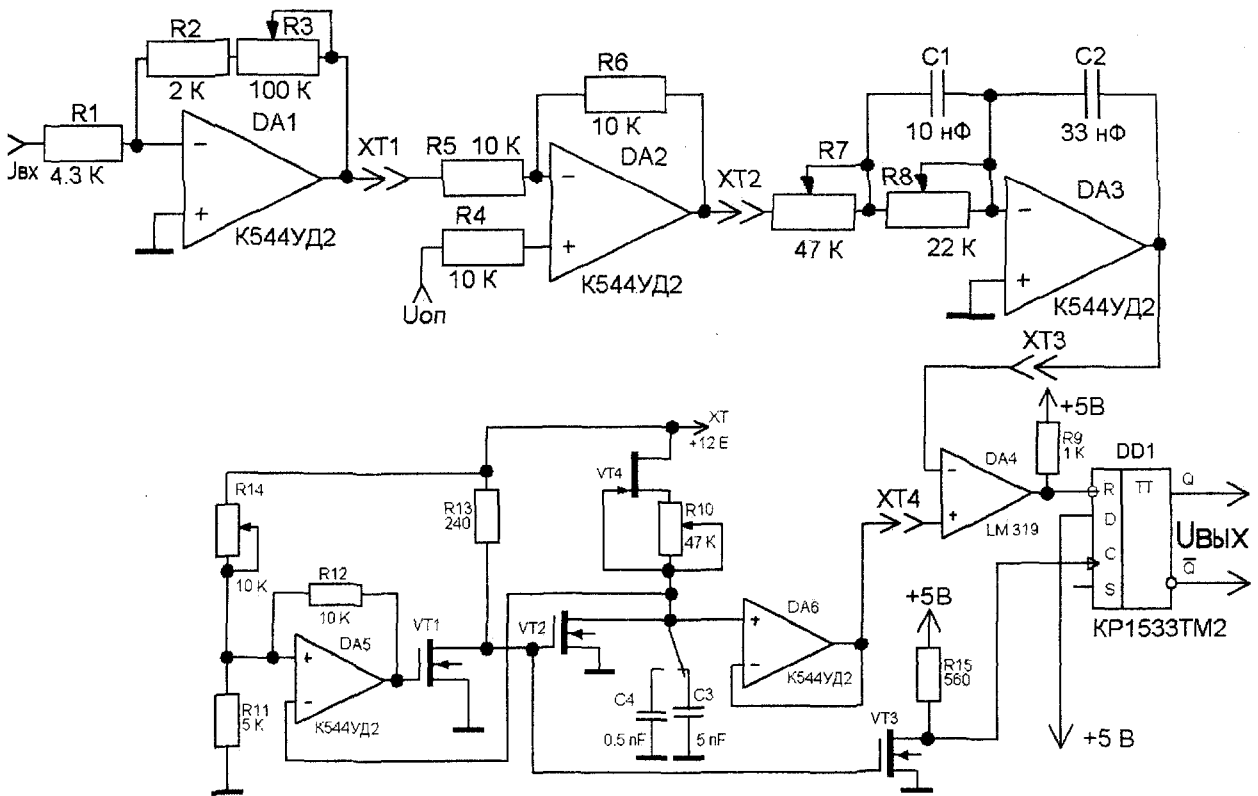 R2
R3
2 К
100 К
R1
4.3 К
Uвх
DA1
К544УД2
XT1
R6
10 К
R5
10 К
DA2
R4
10 К
Uоп
К544УД2
XT2
R7
47 К
C1
10 нФ
C2
33 нФ
R8
22 К
DA3
К544УД2
XT3
+5В
R9
1 К
DA4
LM 319
XT4
DD1
R
TT
D
C
S
Q
Uвых
Q̅
КР1533ТМ2
XT
+12 Е
VT4
R10
47 К
R13
240
R14
10 К
R12
10 К
DA5
К544УД2
R11
5 К
VT1
VT2
DA6
К544УД2
C4
0.5 nF
C3
5 nF
+5В
R15
560
VT3
+5 В